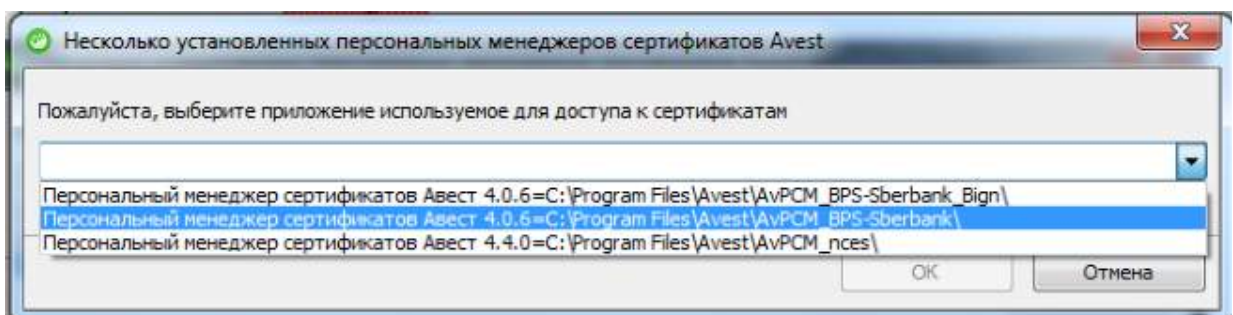 Несколько установленных персональных менеджеров сертификатов Avest
Пожалуйста, выберите приложение используемое для доступа к сертификатам
Персональный менеджер сертификатов Авест 4.0.6=C:\Program Files\Avest\AvPCM_BPS-Sberbank_Bign\
Персональный менеджер сертификатов Авест 4.0.6=C:\Program Files\Avest\AvPCM_BPS-Sberbank\
Персональный менеджер сертификатов Авест 4.4.0=C:\Program Files\Avest\AvPCM_nces\
OK Отмена